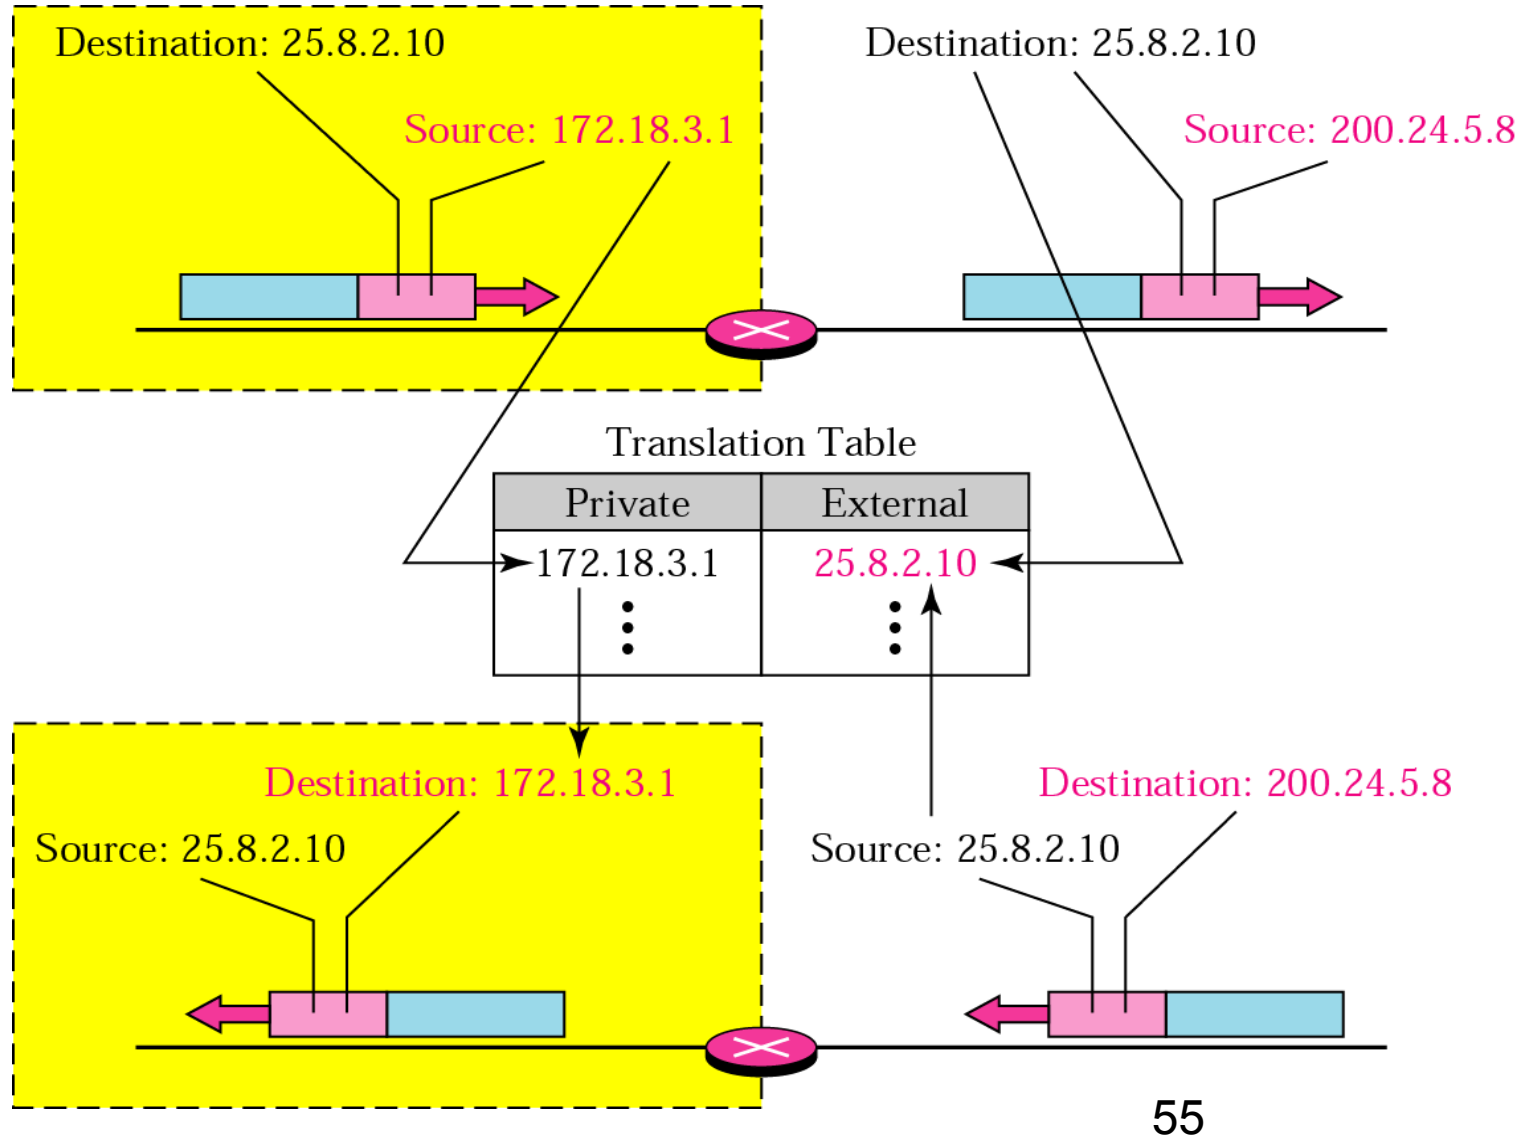 Destination: 25.8.2.10
Destination: 25.8.2.10
Source: 172.18.3.1
Source: 200.24.5.8
Translation Table
Private
External
172.18.3.1
25.8.2.10
Destination: 172.18.3.1
Destination: 200.24.5.8
Source: 25.8.2.10
Source: 25.8.2.10
55